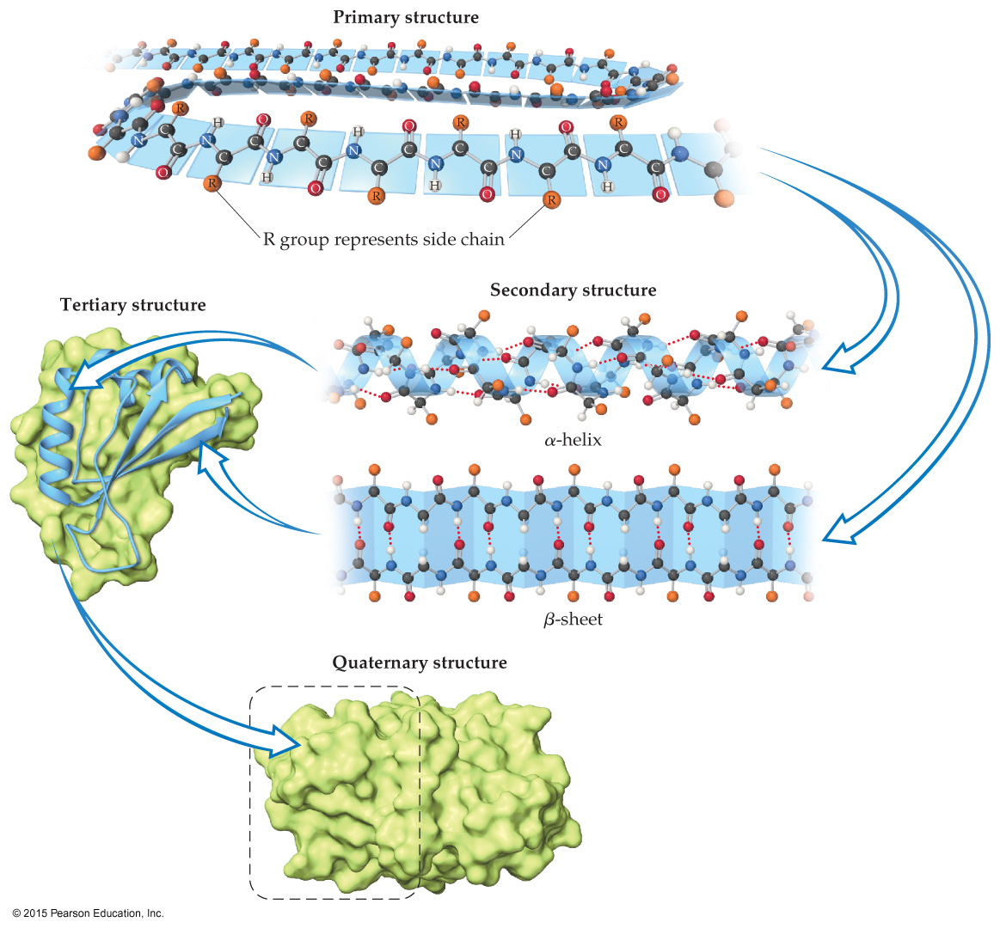 Primary structure
R
H
O
R
H
O
R
H
O
R
N
C
N
C
C
N
C
N
C
N
C
N
C
C
N
C
N
C
C
N
C
C
O
R
H
O
R
H
O
R
H
O
R group represents side chain
Secondary structure
Tertiary structure
α-helix
β-sheet
Quaternary structure
© 2015 Pearson Education, Inc.